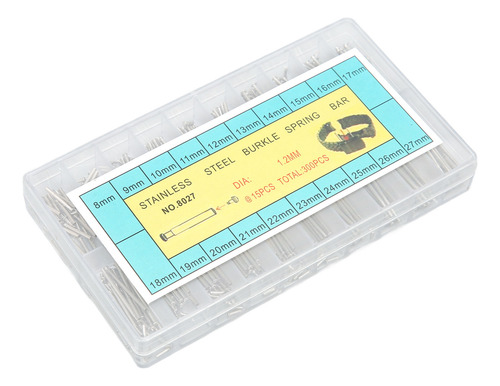 8mm 9mm 10mm 11mm 12mm 13mm 14mm 15mm 16mm 17mm
STAINLESS STEEL BURKLE SPRING BAR
NO.8027
DIA: 1.2MM
@15PCS TOTAL:300PCS
18mm 19mm 20mm 21mm 22mm 23mm 24mm 25mm 26mm 27mm